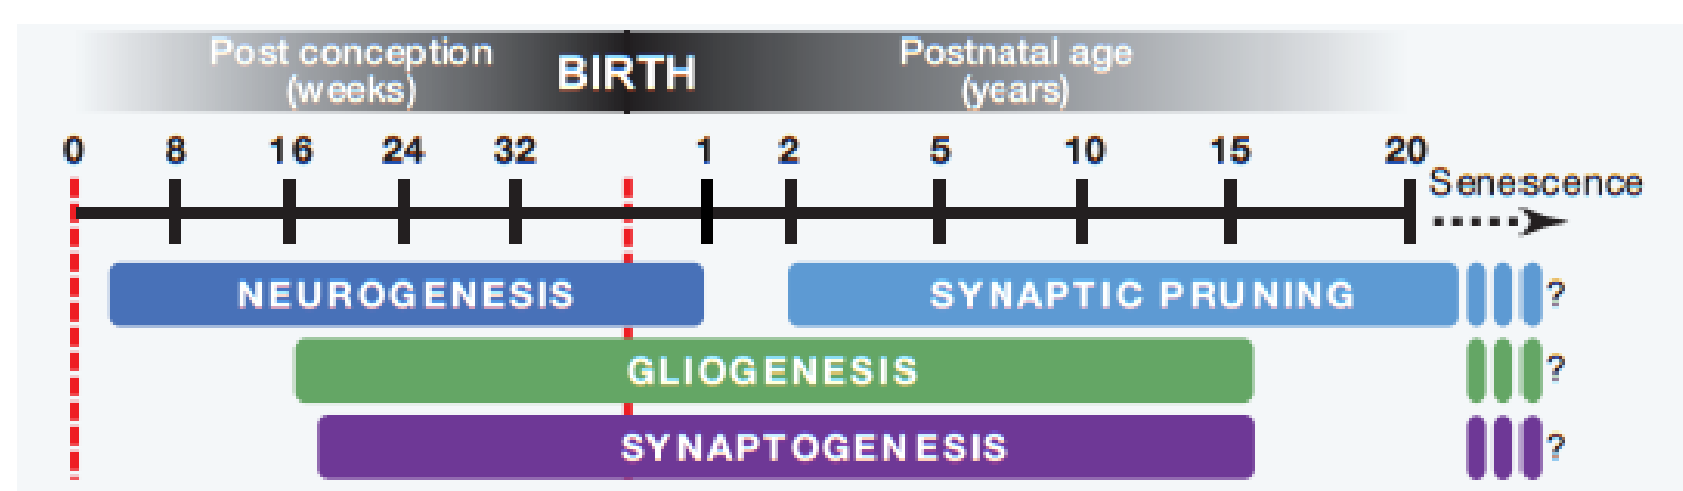 Post conception
(weeks)
BIRTH
Postnatal age
(years)
0 8 16 24 32 1 2 5 10 15 20
Senescence
NEUROGENESIS SYNAPTIC PRUNING ?
GLIOGENESIS ?
SYNAPTOGENESIS ?